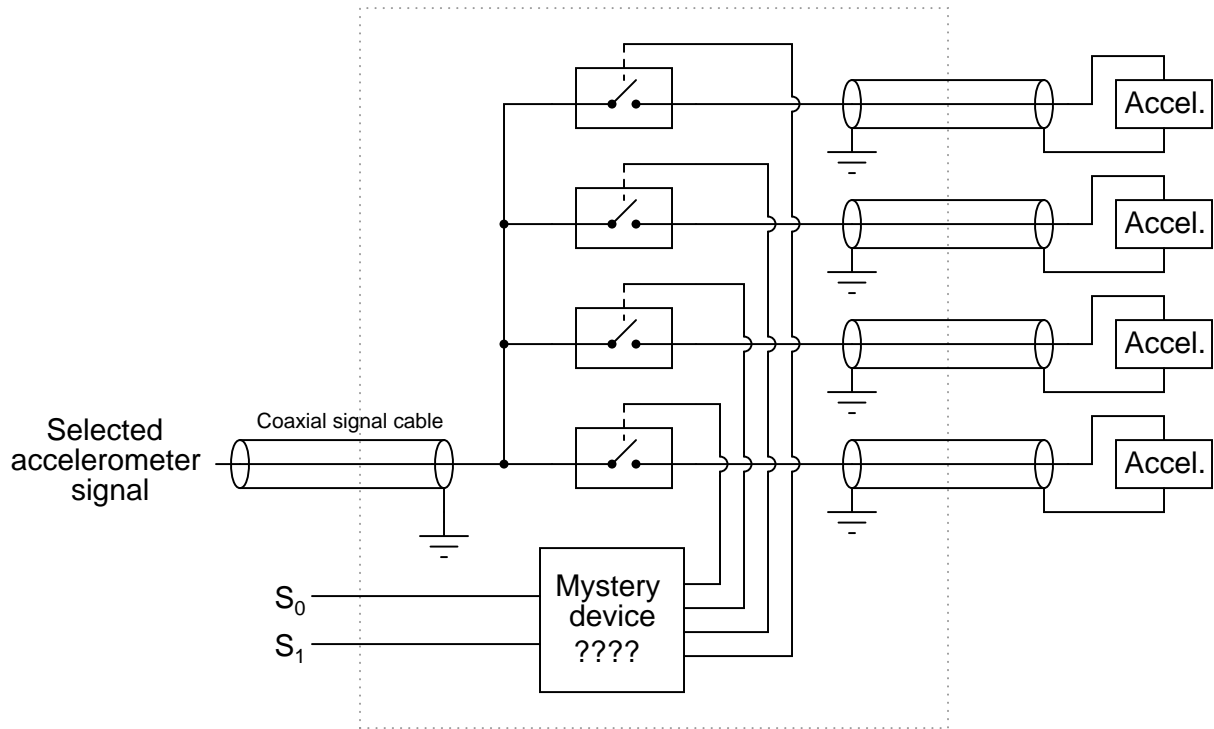 Accel.
Accel.
Accel.
Coaxial signal cable
Selected
accelerometer
signal
Accel.
S₀
S₁
Mystery
device
????